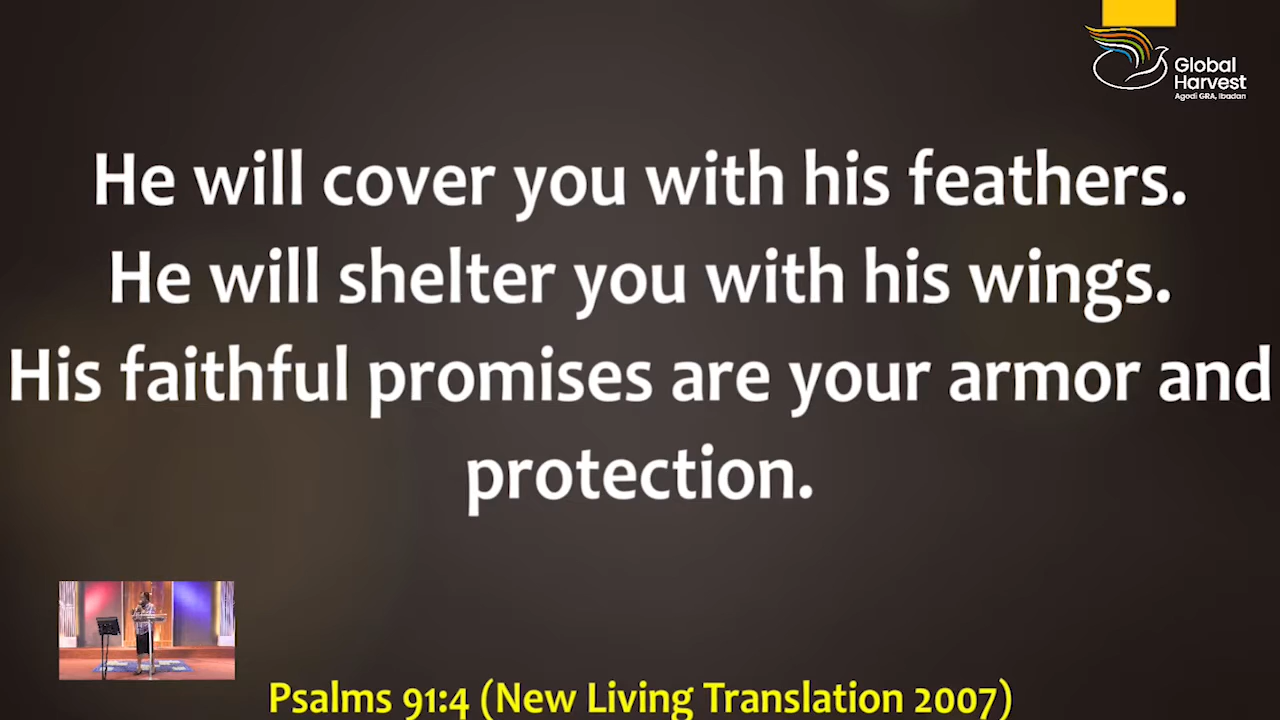 Global
Harvest
Agodi GRA, Ibadan
He will cover you with his feathers.
He will shelter you with his wings.
His faithful promises are your armor and
protection.
Psalms 91:4 (New Living Translation 2007)